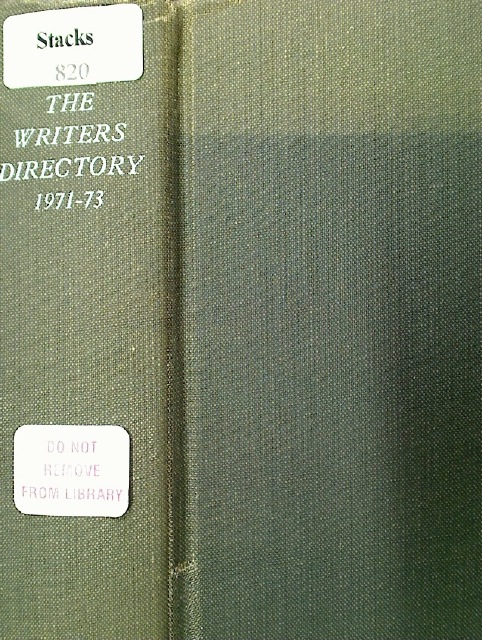 Stacks
820
THE
WRITERS
DIRECTORY
1971-73
DO NOT
REMOVE
FROM LIBRARY